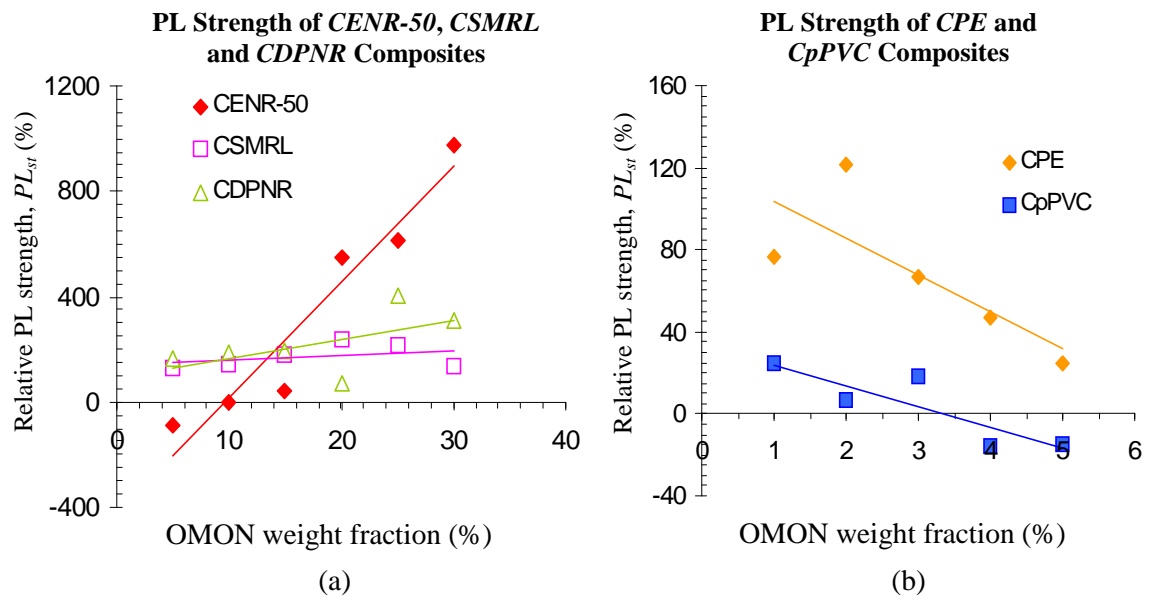 PL Strength of CENR-50, CSMRL
and CDPNR Composites
Relative PL strength, PLst (%)
1200
800
400
0
-400
CENR-50
CSMRL
CDPNR
0 10 20 30 40
OMON weight fraction (%)
(a)
PL Strength of CPE and
CpPVC Composites
Relative PL strength, PLst (%)
160
120
80
40
0
-40
CPE
CpPVC
0 1 2 3 4 5 6
OMON weight fraction (%)
(b)